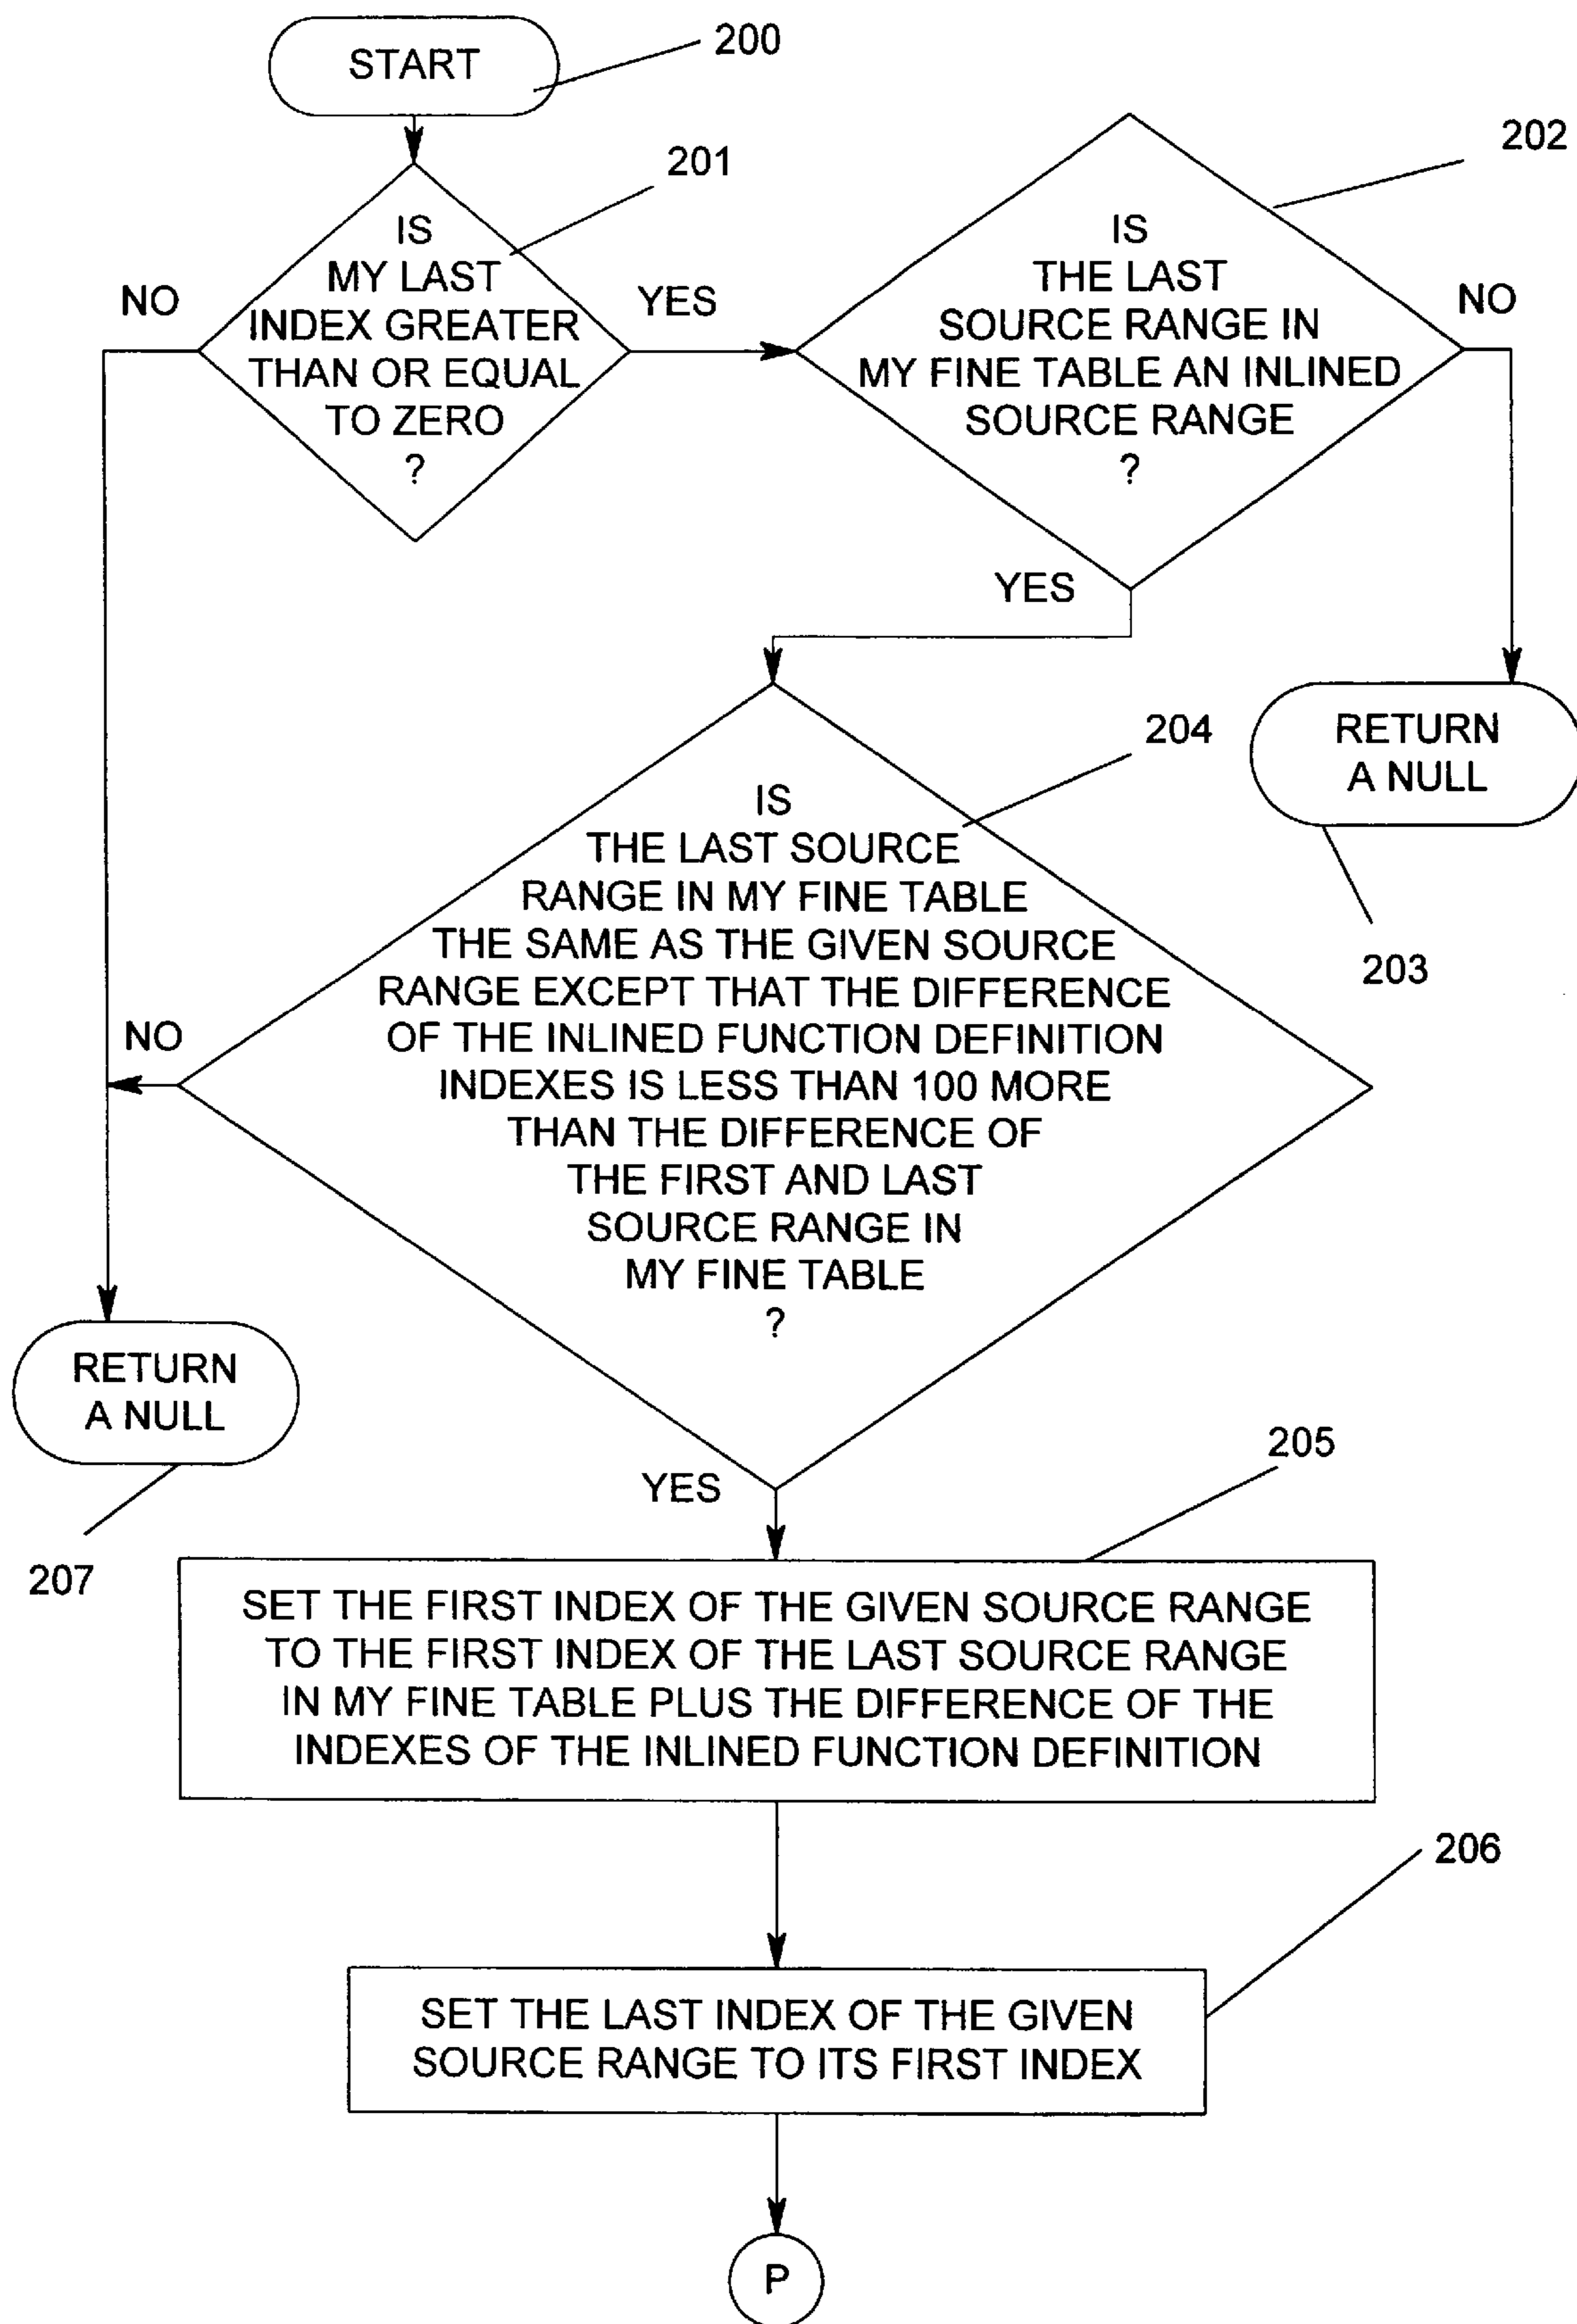 START
200
201
IS
MY LAST
INDEX GREATER
THAN OR EQUAL
TO ZERO
?
NO
YES
202
IS
THE LAST
SOURCE RANGE IN
MY FINE TABLE AN INLINED
SOURCE RANGE
?
NO
YES
RETURN
A NULL
203
204
IS
THE LAST SOURCE
RANGE IN MY FINE TABLE
THE SAME AS THE GIVEN SOURCE
RANGE EXCEPT THAT THE DIFFERENCE
OF THE INLINED FUNCTION DEFINITION
INDEXES IS LESS THAN 100 MORE
THAN THE DIFFERENCE OF
THE FIRST AND LAST
SOURCE RANGE IN
MY FINE TABLE
?
NO
RETURN
A NULL
207
YES
205
SET THE FIRST INDEX OF THE GIVEN SOURCE RANGE
TO THE FIRST INDEX OF THE LAST SOURCE RANGE
IN MY FINE TABLE PLUS THE DIFFERENCE OF THE
INDEXES OF THE INLINED FUNCTION DEFINITION
206
SET THE LAST INDEX OF THE GIVEN
SOURCE RANGE TO ITS FIRST INDEX
P